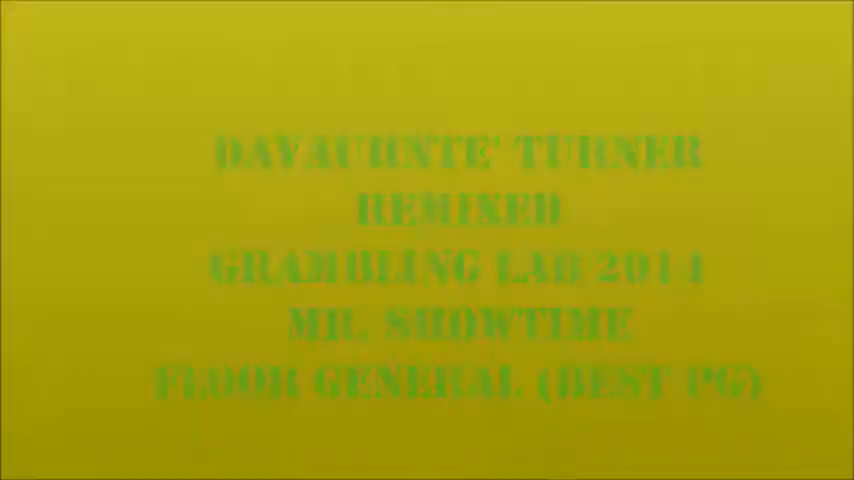 DAYAUHNTE' TURNER
REMIXED
GRAMBLING LAB 2014
MR. SHOWTIME
FLOOR GENERAL (BEST PG)